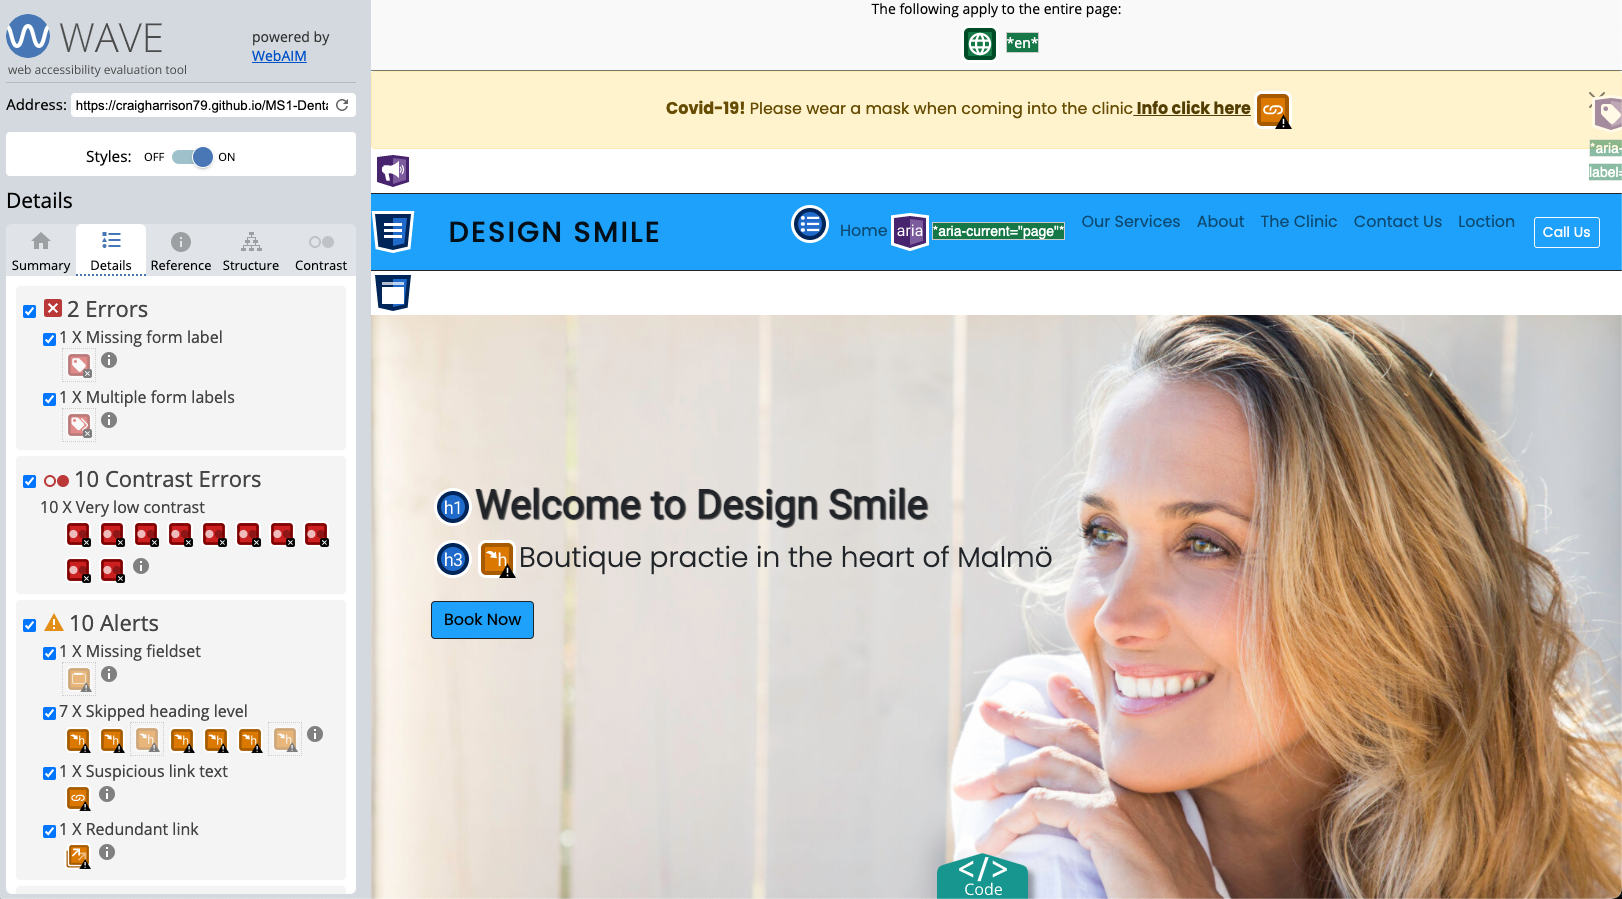 WAVE
powered by
WebAIM
web accessibility evaluation tool
Address: https://craigharrison79.github.io/MS1-Denta
Styles: OFF ON
Details
Summary Details Reference Structure Contrast
2 Errors
1 X Missing form label
1 X Multiple form labels
10 Contrast Errors
10 X Very low contrast
10 Alerts
1 X Missing fieldset
7 X Skipped heading level
1 X Suspicious link text
1 X Redundant link
The following apply to the entire page:
*en*
Covid-19! Please wear a mask when coming into the clinic Info click here
*aria-
label=
DESIGN SMILE
Home aria *aria-current="page"* Our Services About The Clinic Contact Us Loction Call Us
h1 Welcome to Design Smile
h3 h Boutique practie in the heart of Malmö
Book Now
</>
Code